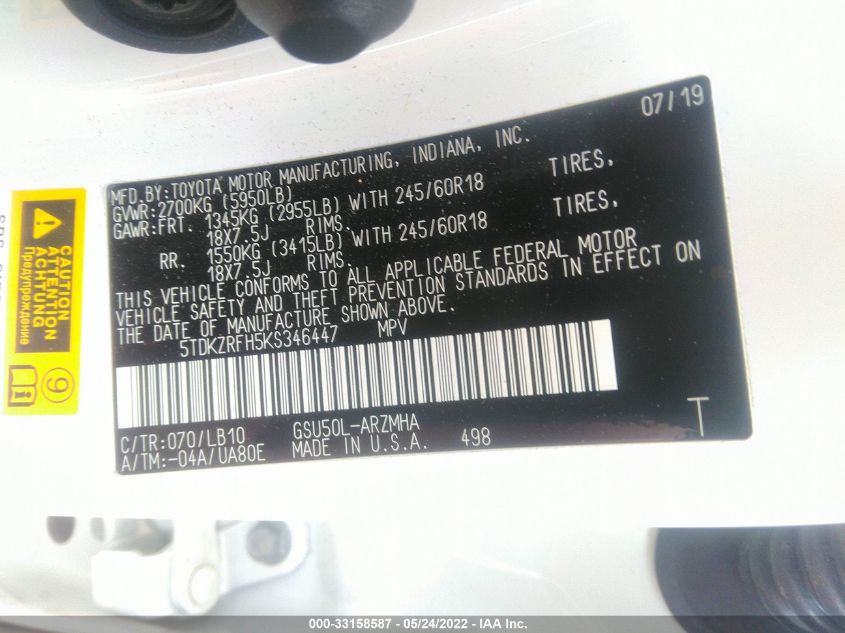 07/19
MFD.BY:TOYOTA MOTOR MANUFACTURING, INDIANA, INC.
GVWR:2700KG (5950LB)
GAWR:FRT. 1345KG (2955LB) WITH 245/60R18 TIRES,
18X7.5J RIMS.
RR. 1550KG (3415LB) WITH 245/60R18 TIRES,
18X7.5J RIMS.
THIS VEHICLE CONFORMS TO ALL APPLICABLE FEDERAL MOTOR
VEHICLE SAFETY AND THEFT PREVENTION STANDARDS IN EFFECT ON
THE DATE OF MANUFACTURE SHOWN ABOVE.
5TDKZRFH5KS346447 MPV
C/TR:070/LB10 GSU50L-ARZMHA
A/TM:-04A/UA80E MADE IN U.S.A. 498
T
CAUTION
ATTENTION
ACHTUNG
Предупреждение
9
000-33158587 - 05/24/2022 - IAA Inc.